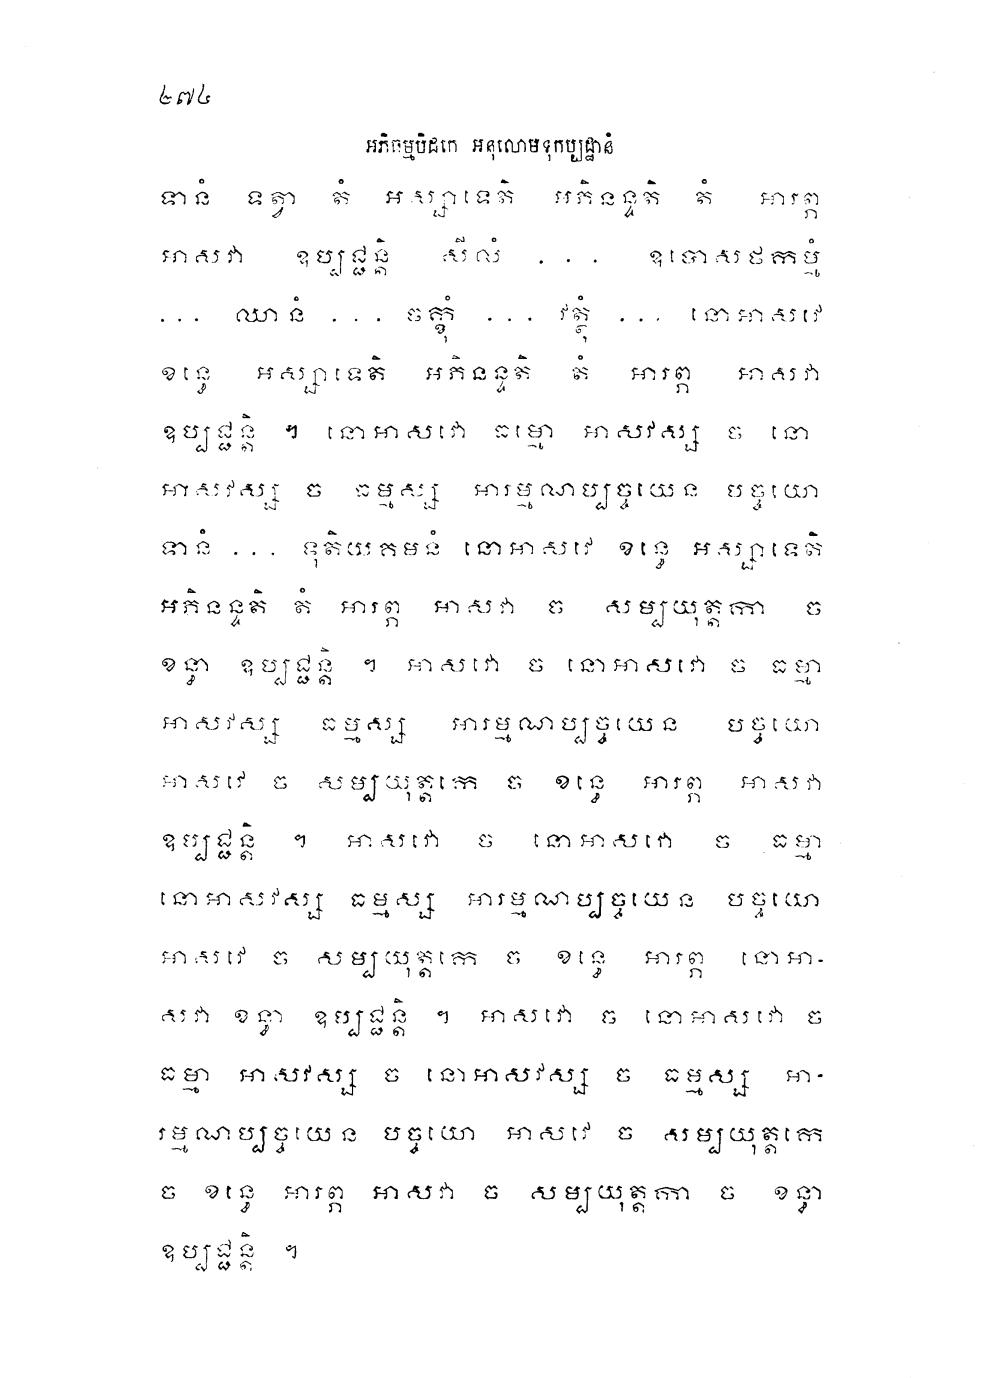 ២៧៤
អភិធម្មបិដកេ អនុលោមទុកប្បដ្ឋានំ
ទានំ ទត្វា តំ អស្សាទេតិ អភិនន្ទតិ តំ អារព្ភ
អាសវា ឧប្បជ្ជន្តិ សីលំ ... ឧបោសថកម្មំ
... ឈានំ ... ចក្ខុំ ... វត្ថុំ ... នោអាសវេ
ខន្ធេ អស្សាទេតិ អភិនន្ទតិ តំ អារព្ភ អាសវា
ឧប្បជ្ជន្តិ ។ នោអាសវោ ធម្មោ អាសវស្ស ច នោ
អាសវស្ស ច ធម្មស្ស អារម្មណប្បច្ចយេន បច្ចយោ
ទានំ ... ទុតិយគមនំ នោអាសវេ ខន្ធេ អស្សាទេតិ
អភិនន្ទតិ តំ អារព្ភ អាសវា ច សម្បយុត្តកា ច
ខន្ធា ឧប្បជ្ជន្តិ ។ អាសវោ ច នោអាសវោ ច ធម្មា
អាសវស្ស ធម្មស្ស អារម្មណប្បច្ចយេន បច្ចយោ
អាសវេ ច សម្បយុត្តកេ ច ខន្ធេ អារព្ភ អាសវា
ឧប្បជ្ជន្តិ ។ អាសវោ ច នោអាសវោ ច ធម្មា
នោអាសវស្ស ធម្មស្ស អារម្មណប្បច្ចយេន បច្ចយោ
អាសវេ ច សម្បយុត្តកេ ច ខន្ធេ អារព្ភ នោអា-
សវា ខន្ធា ឧប្បជ្ជន្តិ ។ អាសវោ ច នោអាសវោ ច
ធម្មា អាសវស្ស ច នោអាសវស្ស ច ធម្មស្ស អា-
រម្មណប្បច្ចយេន បច្ចយោ អាសវេ ច សម្បយុត្តកេ
ច ខន្ធេ អារព្ភ អាសវា ច សម្បយុត្តកា ច ខន្ធា
ឧប្បជ្ជន្តិ ។